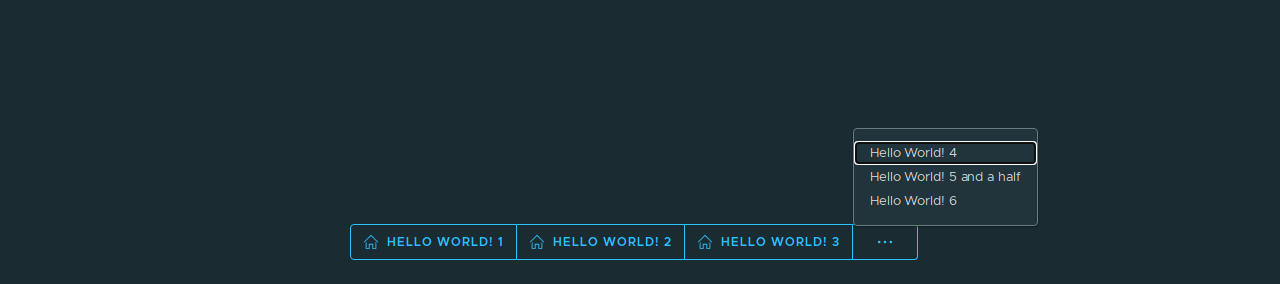 Hello World! 4
Hello World! 5 and a half
Hello World! 6
HELLO WORLD! 1 HELLO WORLD! 2 HELLO WORLD! 3 ...